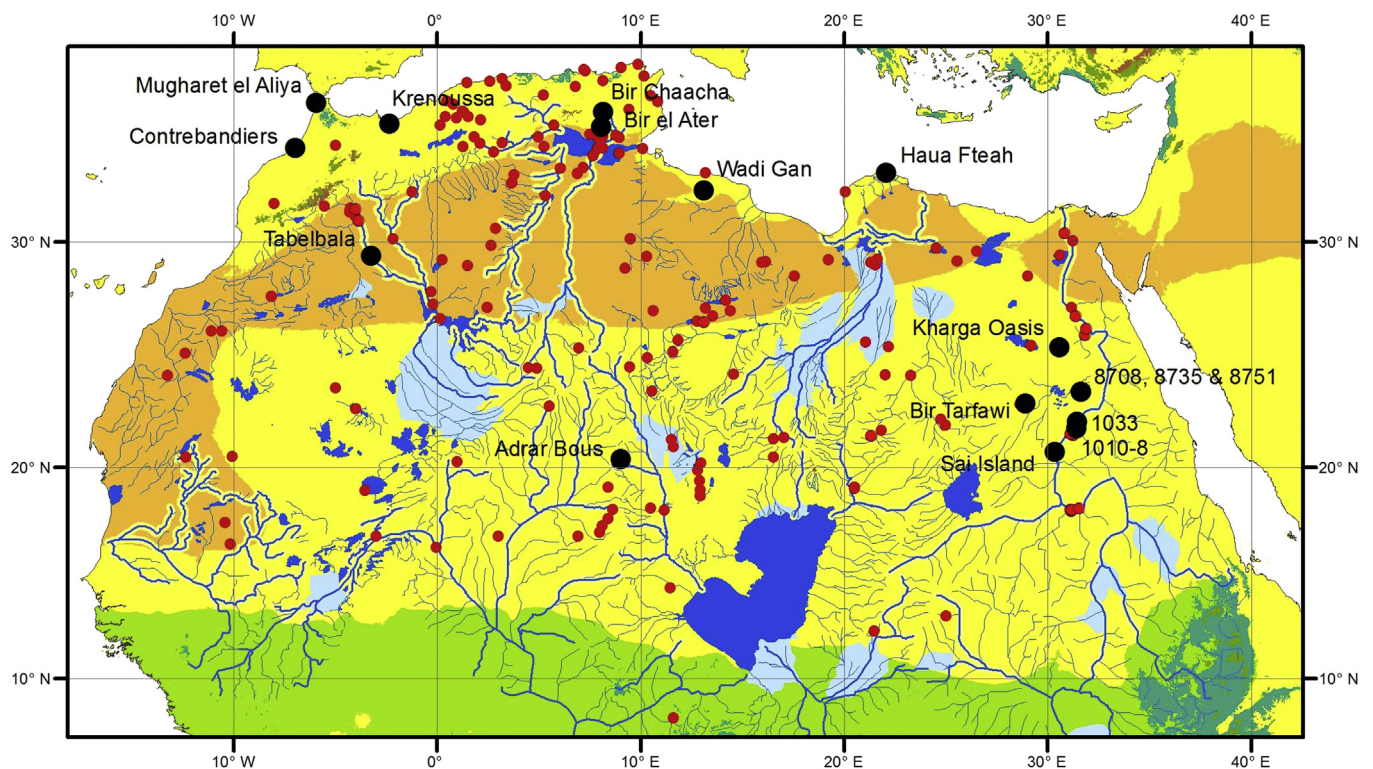 10° W 0° 10° E 20° E 30° E 40° E
Mugharet el Aliya
Krenoussa
Bir Chaacha
Bir el Ater
Contrebandiers
Wadi Gan
Haua Fteah
30° N
Tabelbala
30° N
Kharga Oasis
8708, 8735 & 8751
Bir Tarfawi
1033
1010-8
Adrar Bous
Sai Island
20° N
20° N
10° N
10° N
10° W 0° 10° E 20° E 30° E 40° E